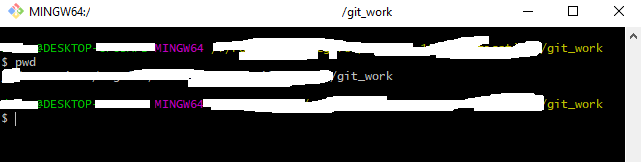 MINGW64:/ /git_work
@DESKTOP- MINGW64 /git_work
$ pwd
/git_work
@DESKTOP- MINGW64 /git_work
$